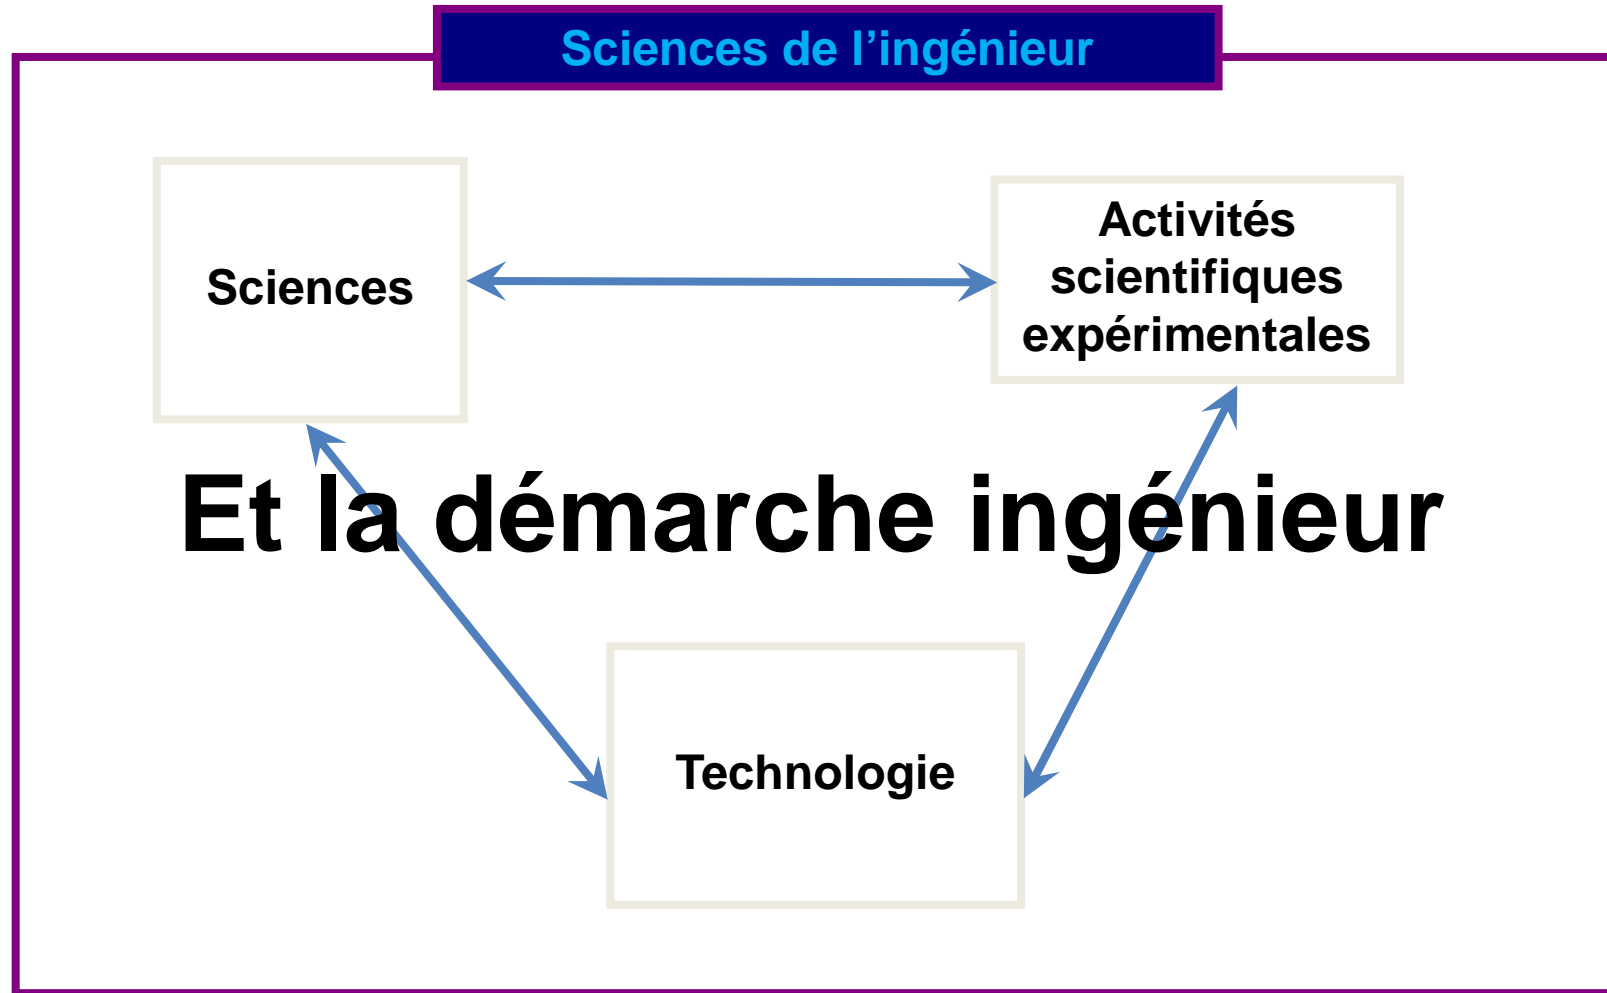 Sciences de l’ingénieur
Sciences
Activités
scientifiques
expérimentales
Et la démarche ingénieur
Technologie